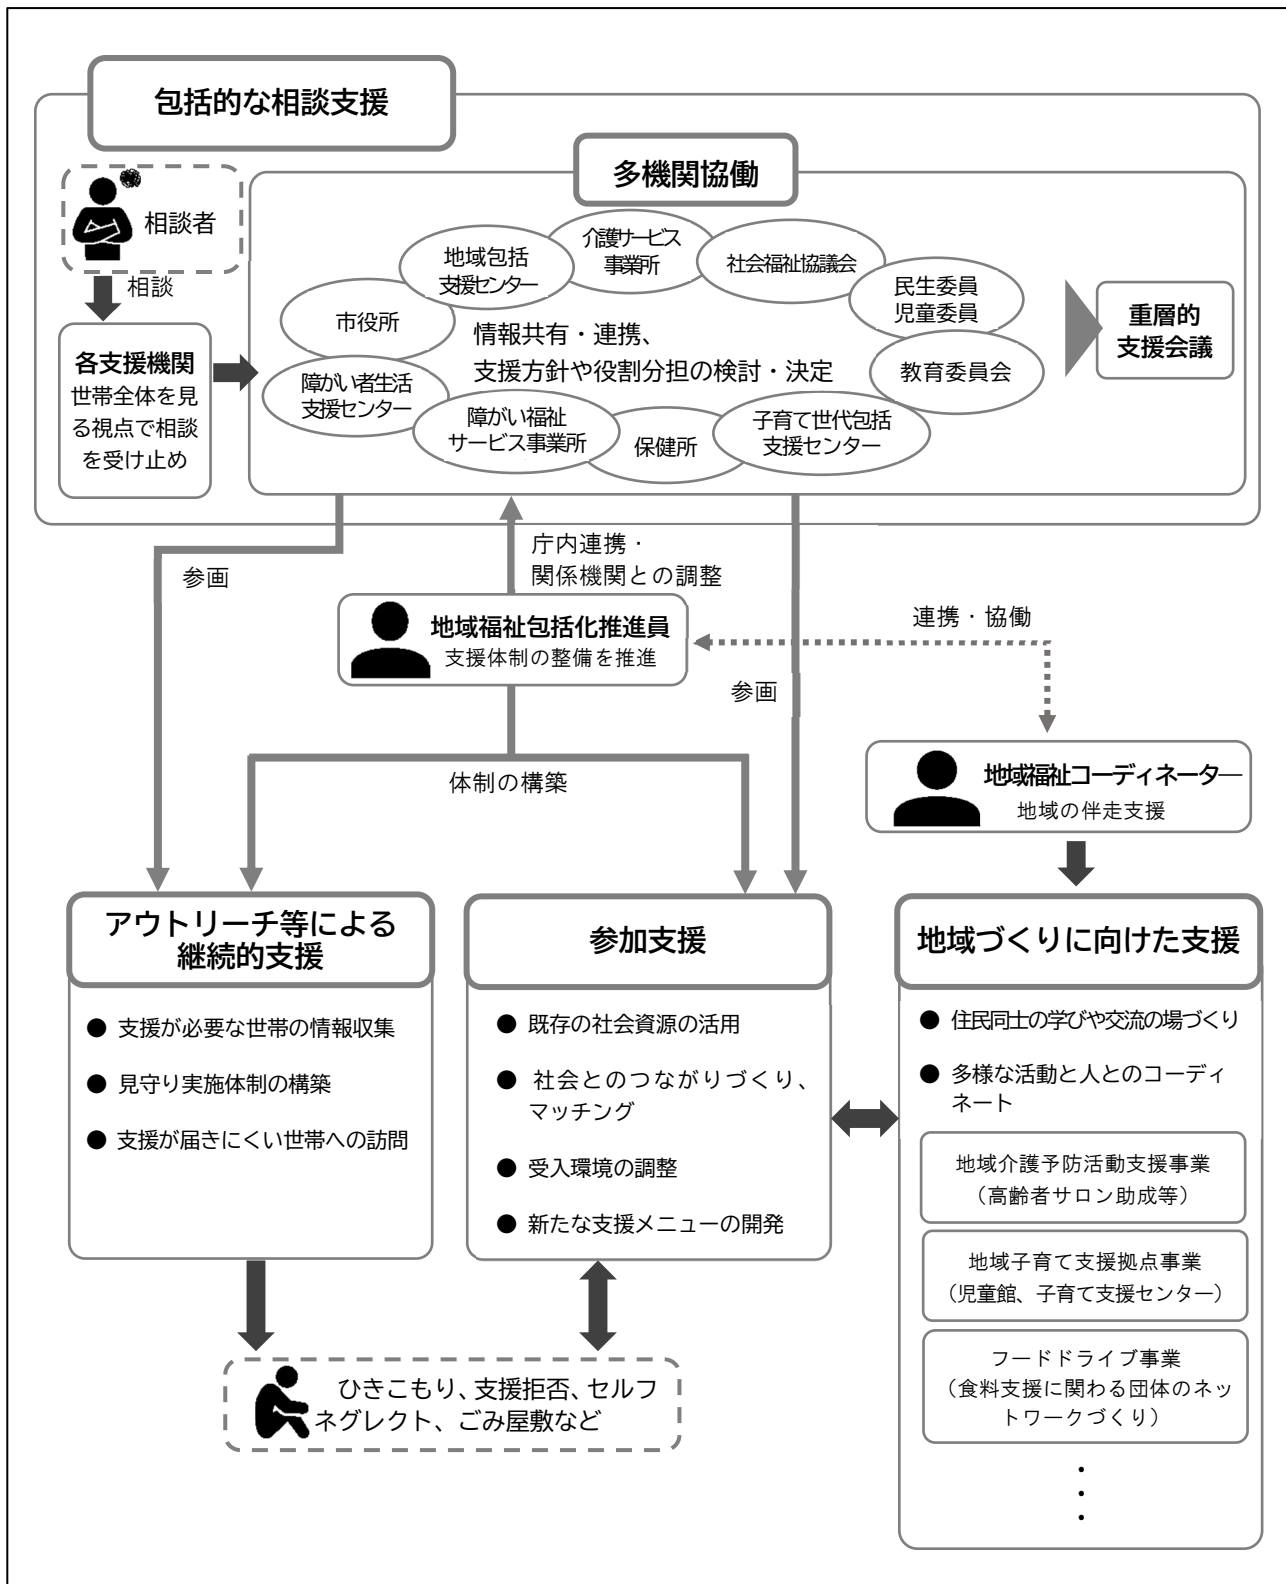 包括的な相談支援
多機関協働
相談者
相談
各支援機関
世帯全体を見
る視点で相談
を受け止め
地域包括
支援センター
介護サービス
事業所
社会福祉協議会
民生委員
児童委員
市役所
情報共有・連携、
支援方針や役割分担の検討・決定
教育委員会
障がい者生活
支援センター
障がい福祉
サービス事業所
保健所
子育て世代包括
支援センター
重層的
支援会議
参画
庁内連携・
関係機関との調整
地域福祉包括化推進員
支援体制の整備を推進
連携・協働
参画
体制の構築
地域福祉コーディネーター
地域の伴走支援
アウトリーチ等による
継続的支援
● 支援が必要な世帯の情報収集
● 見守り実施体制の構築
● 支援が届きにくい世帯への訪問
参加支援
● 既存の社会資源の活用
● 社会とのつながりづくり、
マッチング
● 受入環境の調整
● 新たな支援メニューの開発
地域づくりに向けた支援
● 住民同士の学びや交流の場づくり
● 多様な活動と人とのコーディ
ネート
地域介護予防活動支援事業
（高齢者サロン助成等）
地域子育て支援拠点事業
（児童館、子育て支援センター）
フードドライブ事業
（食料支援に関わる団体のネッ
トワークづくり）
・
・
・
ひきこもり、支援拒否、セルフ
ネグレクト、ごみ屋敷など